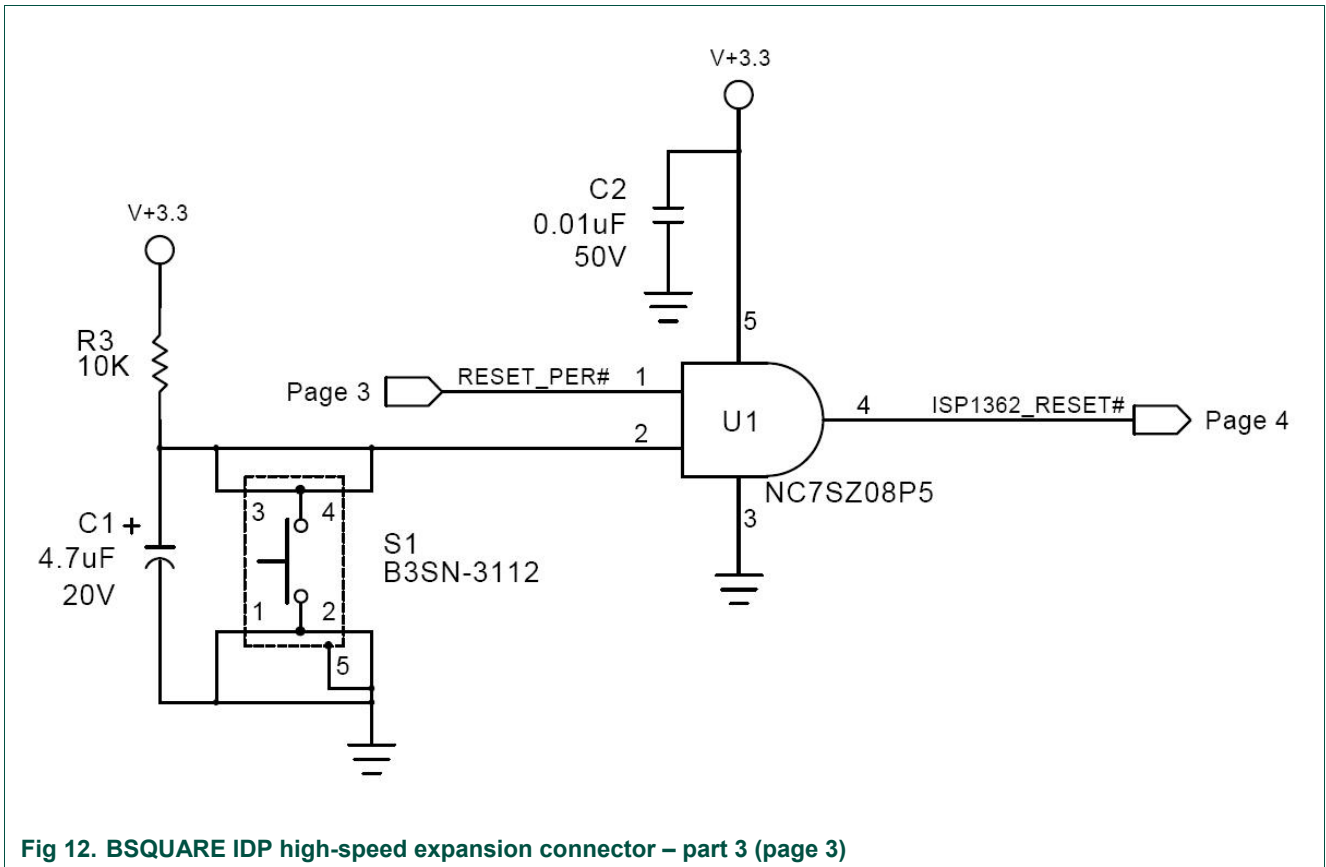 V+3.3
C2
0.01uF
50V
V+3.3
R3
10K
5
Page 3
RESET_PER#
1
2
U1
4
ISP1362_RESET#
Page 4
NC7SZ08P5
3
C1 +
4.7uF
20V
3
4
S1
B3SN-3112
1
2
5
Fig 12. BSQUARE IDP high-speed expansion connector – part 3 (page 3)